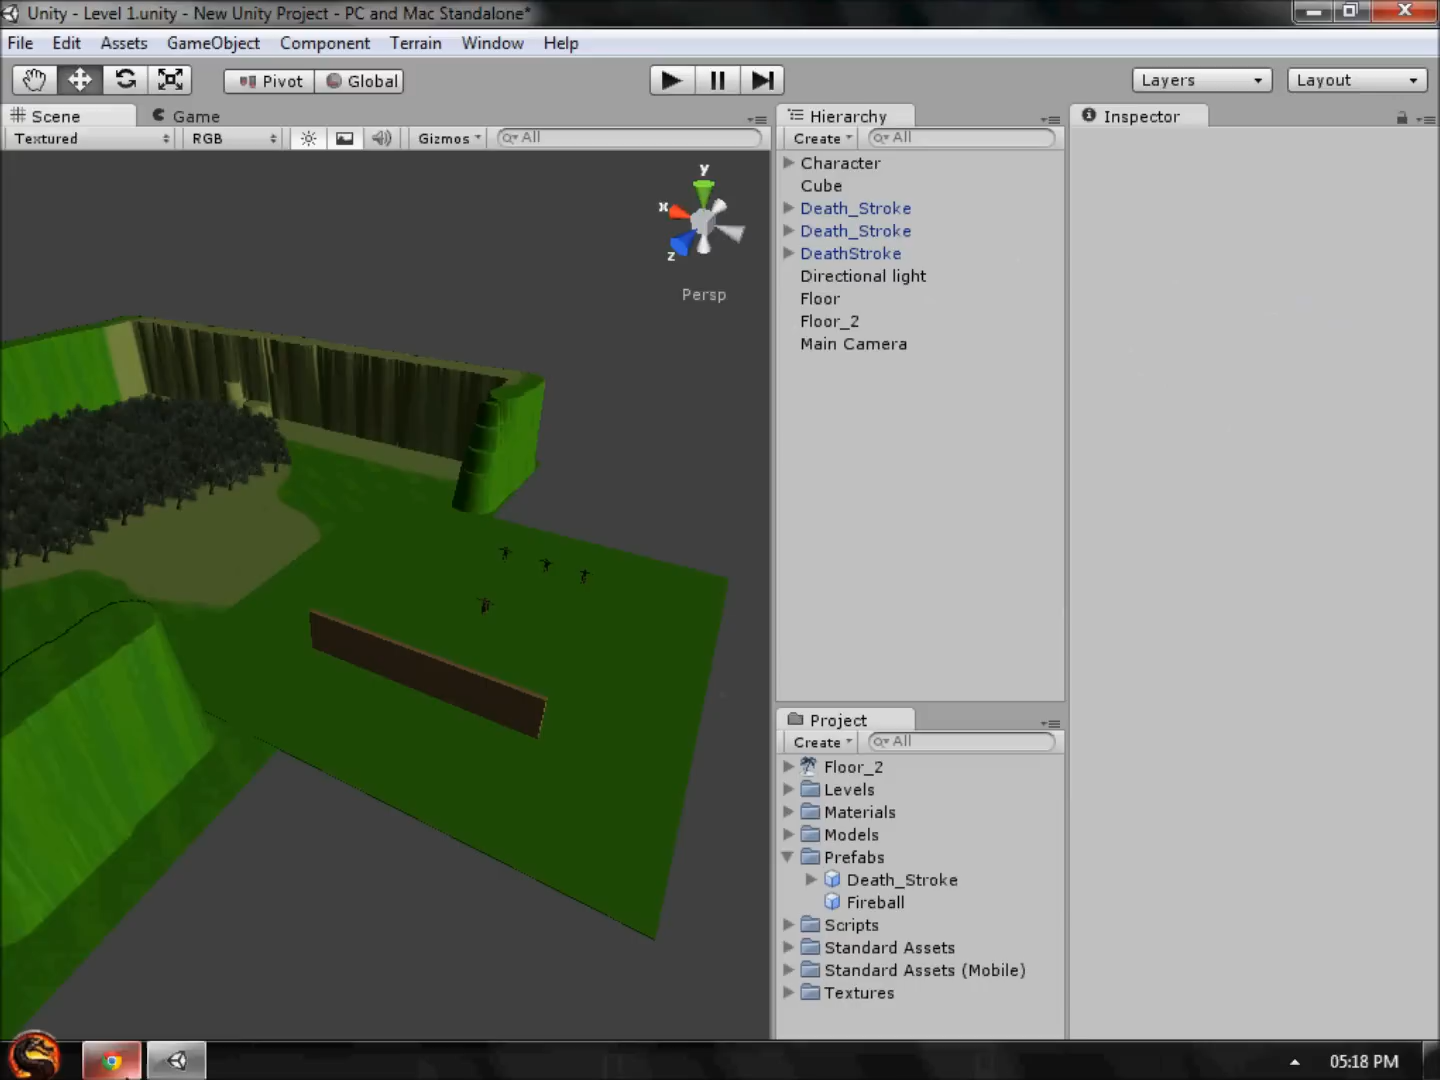 Unity - Level 1.unity - New Unity Project - PC and Mac Standalone*
File Edit Assets GameObject Component Terrain Window Help
Pivot Global Layers Layout
Scene Game
Textured RGB Gizmos All
y
x
z
Persp
Hierarchy
Create All
Character
Cube
Death_Stroke
Death_Stroke
DeathStroke
Directional light
Floor
Floor_2
Main Camera
Project
Create All
Floor_2
Levels
Materials
Models
Prefabs
Death_Stroke
Fireball
Scripts
Standard Assets
Standard Assets (Mobile)
Textures
Inspector
05:18 PM